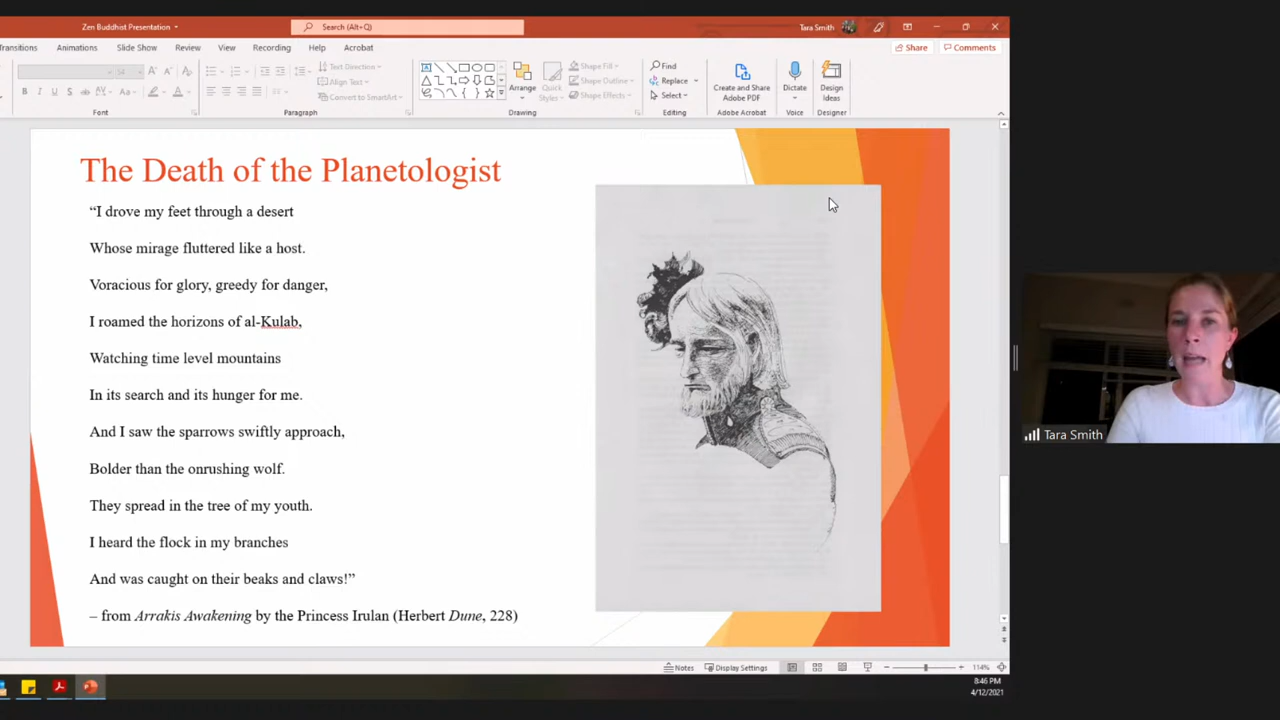 Zen Buddhist Presentation
Search (Alt+Q)
Tara Smith
Transitions Animations Slide Show Review View Recording Help Acrobat
Share Comments
54 A A A
Text Direction
Align Text
Convert to SmartArt
B I U S ab AV Aa A
Arrange
Quick Styles
Shape Fill
Shape Outline
Shape Effects
Find
Replace
Select
Create and Share Adobe PDF
Dictate
Design Ideas
Font Paragraph Drawing Editing Adobe Acrobat Voice Designer
The Death of the Planetologist
“I drove my feet through a desert
Whose mirage fluttered like a host.
Voracious for glory, greedy for danger,
I roamed the horizons of al-Kulab,
Watching time level mountains
In its search and its hunger for me.
And I saw the sparrows swiftly approach,
Bolder than the onrushing wolf.
They spread in the tree of my youth.
I heard the flock in my branches
And was caught on their beaks and claws!”
– from Arrakis Awakening by the Princess Irulan (Herbert Dune, 228)
Tara Smith
Notes Display Settings 114%
8:46 PM
4/12/2021